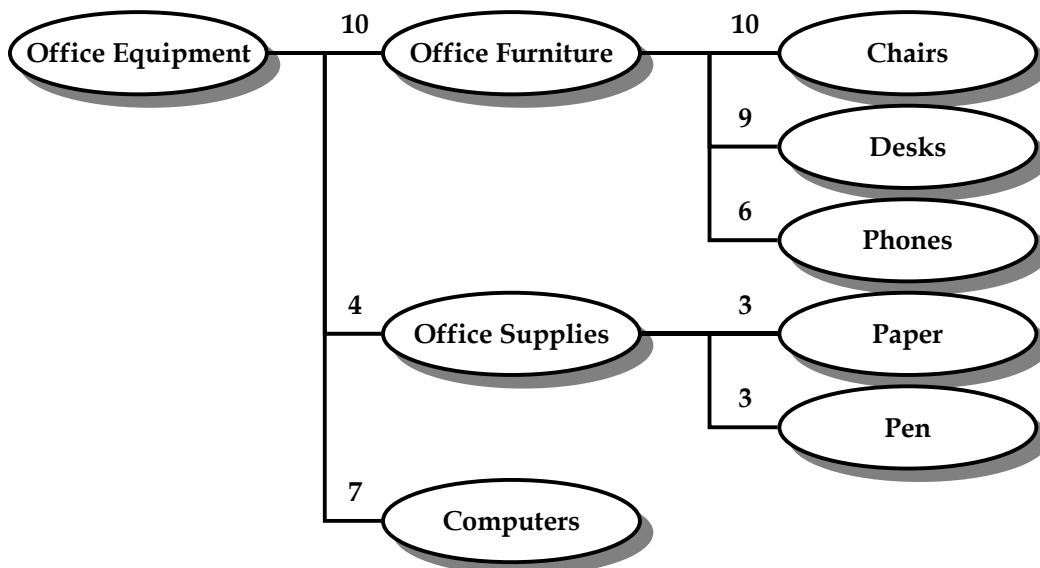 10
10
Office Equipment
Office Furniture
Chairs
9
Desks
6
Phones
4
3
Office Supplies
Paper
3
Pen
7
Computers